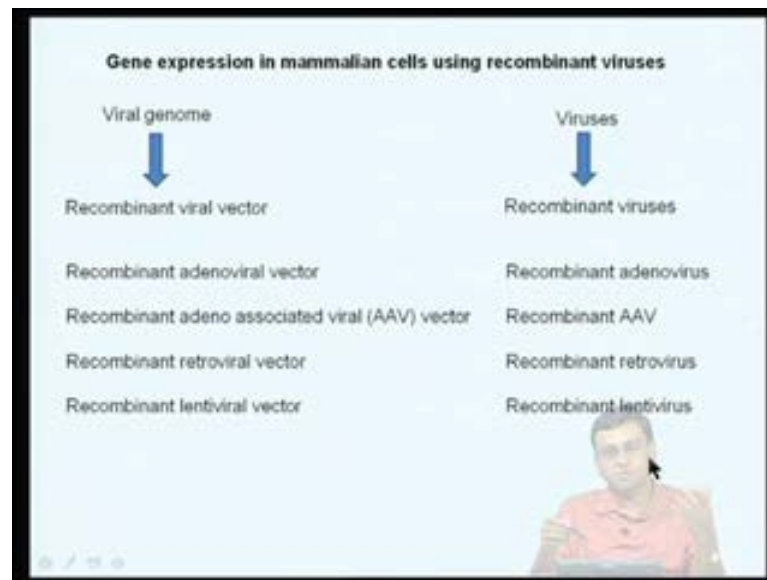 Gene expression in mammalian cells using recombinant viruses
Viral genome
Viruses
Recombinant viral vector
Recombinant viruses
Recombinant adenoviral vector
Recombinant adenovirus
Recombinant adeno associated viral (AAV) vector
Recombinant AAV
Recombinant retroviral vector
Recombinant retrovirus
Recombinant lentiviral vector
Recombinant lentivirus